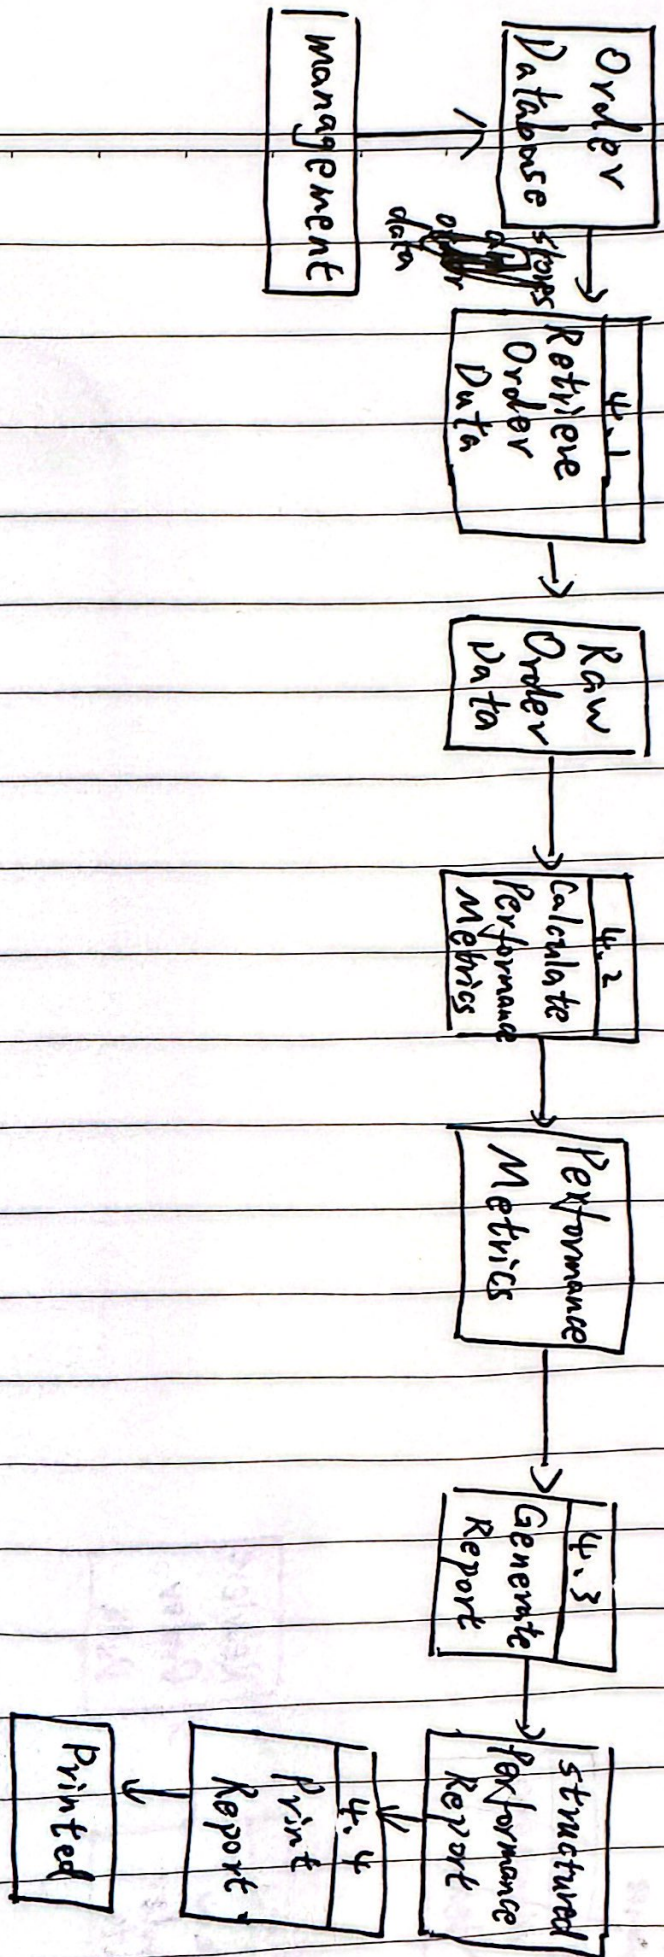 Order
Database
management
4.1
Retrieve
Order
Data
Raw
Order
Data
4.2
Calculate
Performance
Metrics
Performance
Metrics
4.3
Generate
Report
structured
Performance
Report
4.4
Print
Report
Printed
stores
data